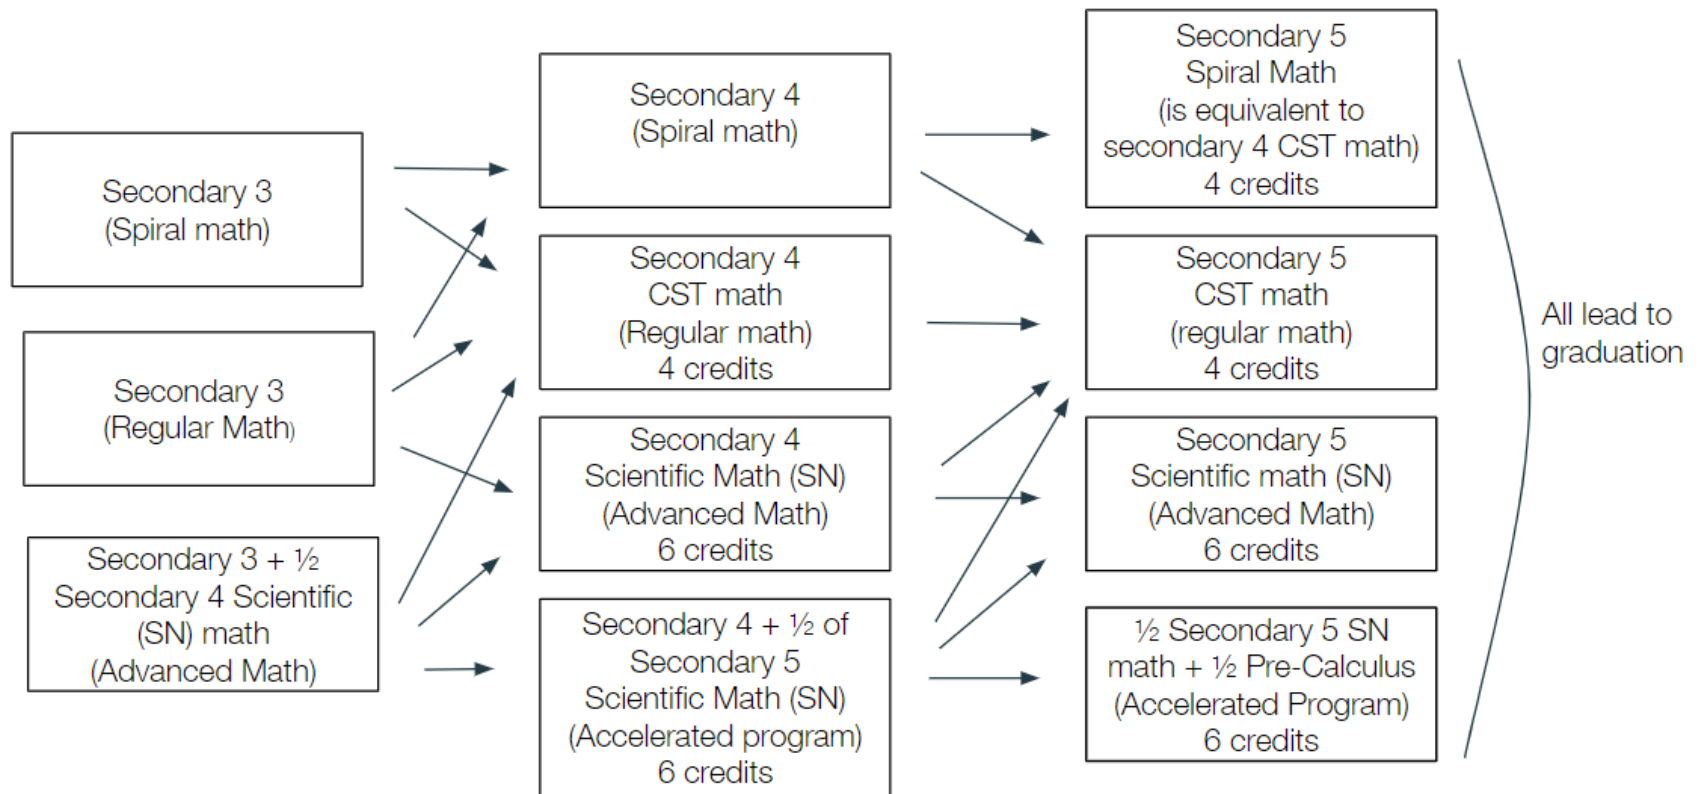 Secondary 3
(Spiral math)
Secondary 3
(Regular Math)
Secondary 3 + ½
Secondary 4 Scientific
(SN) math
(Advanced Math)
Secondary 4
(Spiral math)
Secondary 4
CST math
(Regular math)
4 credits
Secondary 4
Scientific Math (SN)
(Advanced Math)
6 credits
Secondary 4 + ½ of
Secondary 5
Scientific Math (SN)
(Accelerated program)
6 credits
Secondary 5
Spiral Math
(is equivalent to
secondary 4 CST math)
4 credits
Secondary 5
CST math
(regular math)
4 credits
Secondary 5
Scientific math (SN)
(Advanced Math)
6 credits
½ Secondary 5 SN
math + ½ Pre-Calculus
(Accelerated Program)
6 credits
All lead to
graduation